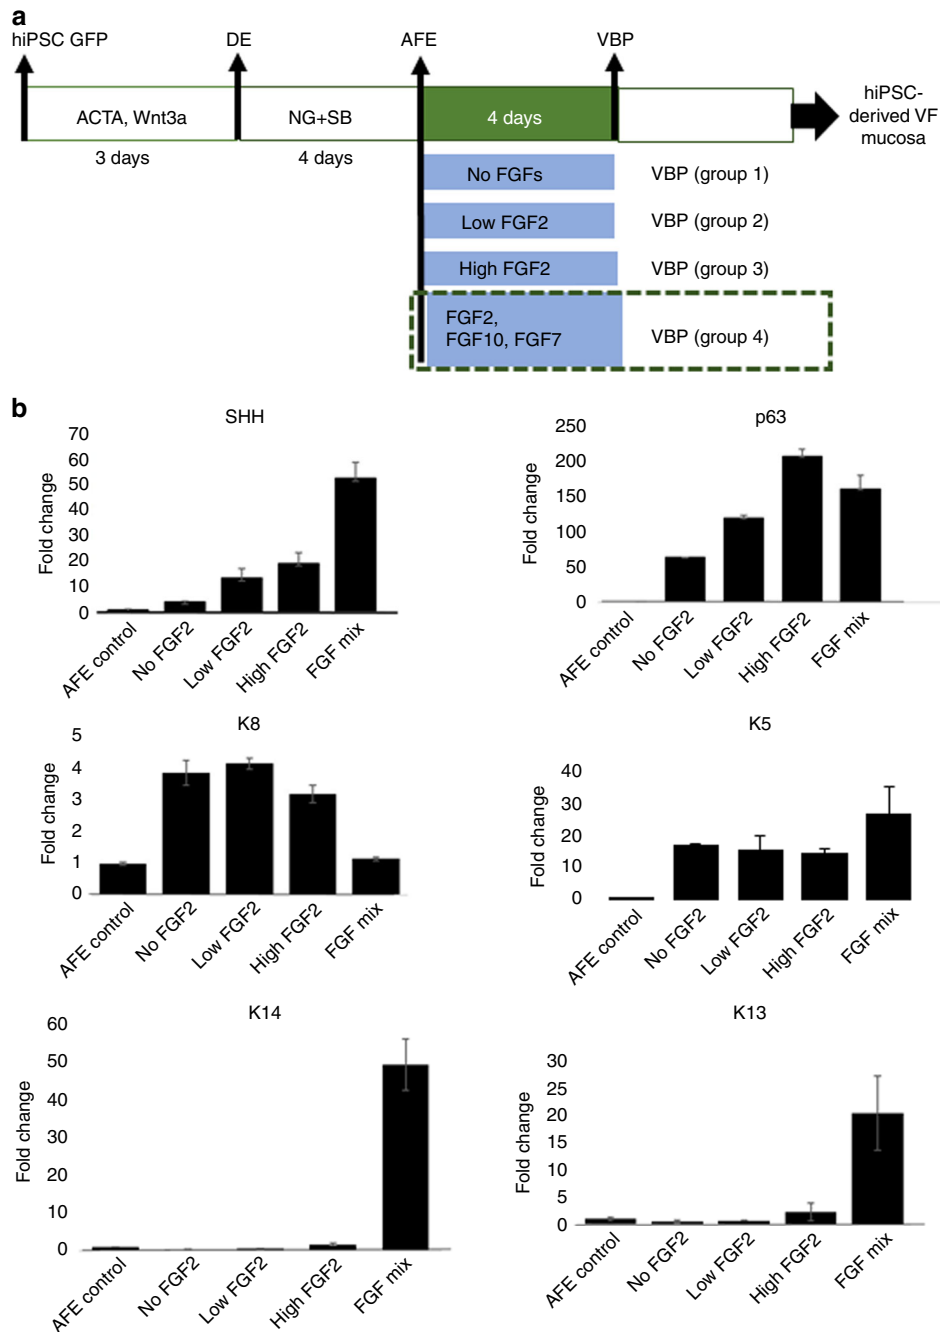 a
hiPSC GFP
DE
AFE
VBP
ACTA, Wnt3a
NG+SB
4 days
hiPSC-
derived VF
mucosa
3 days
4 days
No FGFs
VBP (group 1)
Low FGF2
VBP (group 2)
High FGF2
VBP (group 3)
FGF2,
FGF10, FGF7
VBP (group 4)
b
SHH
Fold change
70
60
50
40
30
20
10
0
AFE control
No FGF2
Low FGF2
High FGF2
FGF mix
p63
Fold change
250
200
150
100
50
0
AFE control
No FGF2
Low FGF2
High FGF2
FGF mix
K8
Fold change
5
4
3
2
1
0
AFE control
No FGF2
Low FGF2
High FGF2
FGF mix
K5
Fold change
40
30
20
10
0
AFE control
No FGF2
Low FGF2
High FGF2
FGF mix
K14
Fold change
60
50
40
30
20
10
0
AFE control
No FGF2
Low FGF2
High FGF2
FGF mix
K13
Fold change
30
25
20
15
10
5
0
AFE control
No FGF2
Low FGF2
High FGF2
FGF mix